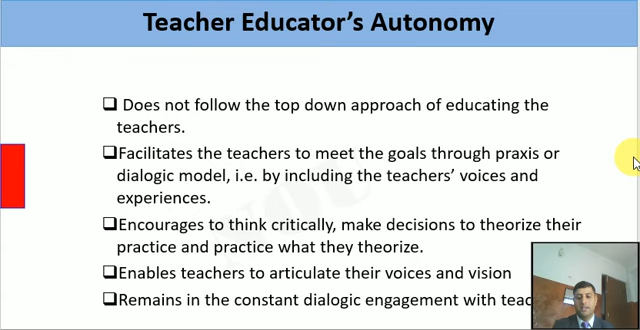 Teacher Educator's Autonomy
Does not follow the top down approach of educating the
teachers.
Facilitates the teachers to meet the goals through praxis or
dialogic model, i.e. by including the teachers' voices and
experiences.
Encourages to think critically, make decisions to theorize their
practice and practice what they theorize.
Enables teachers to articulate their voices and vision
Remains in the constant dialogic engagement with